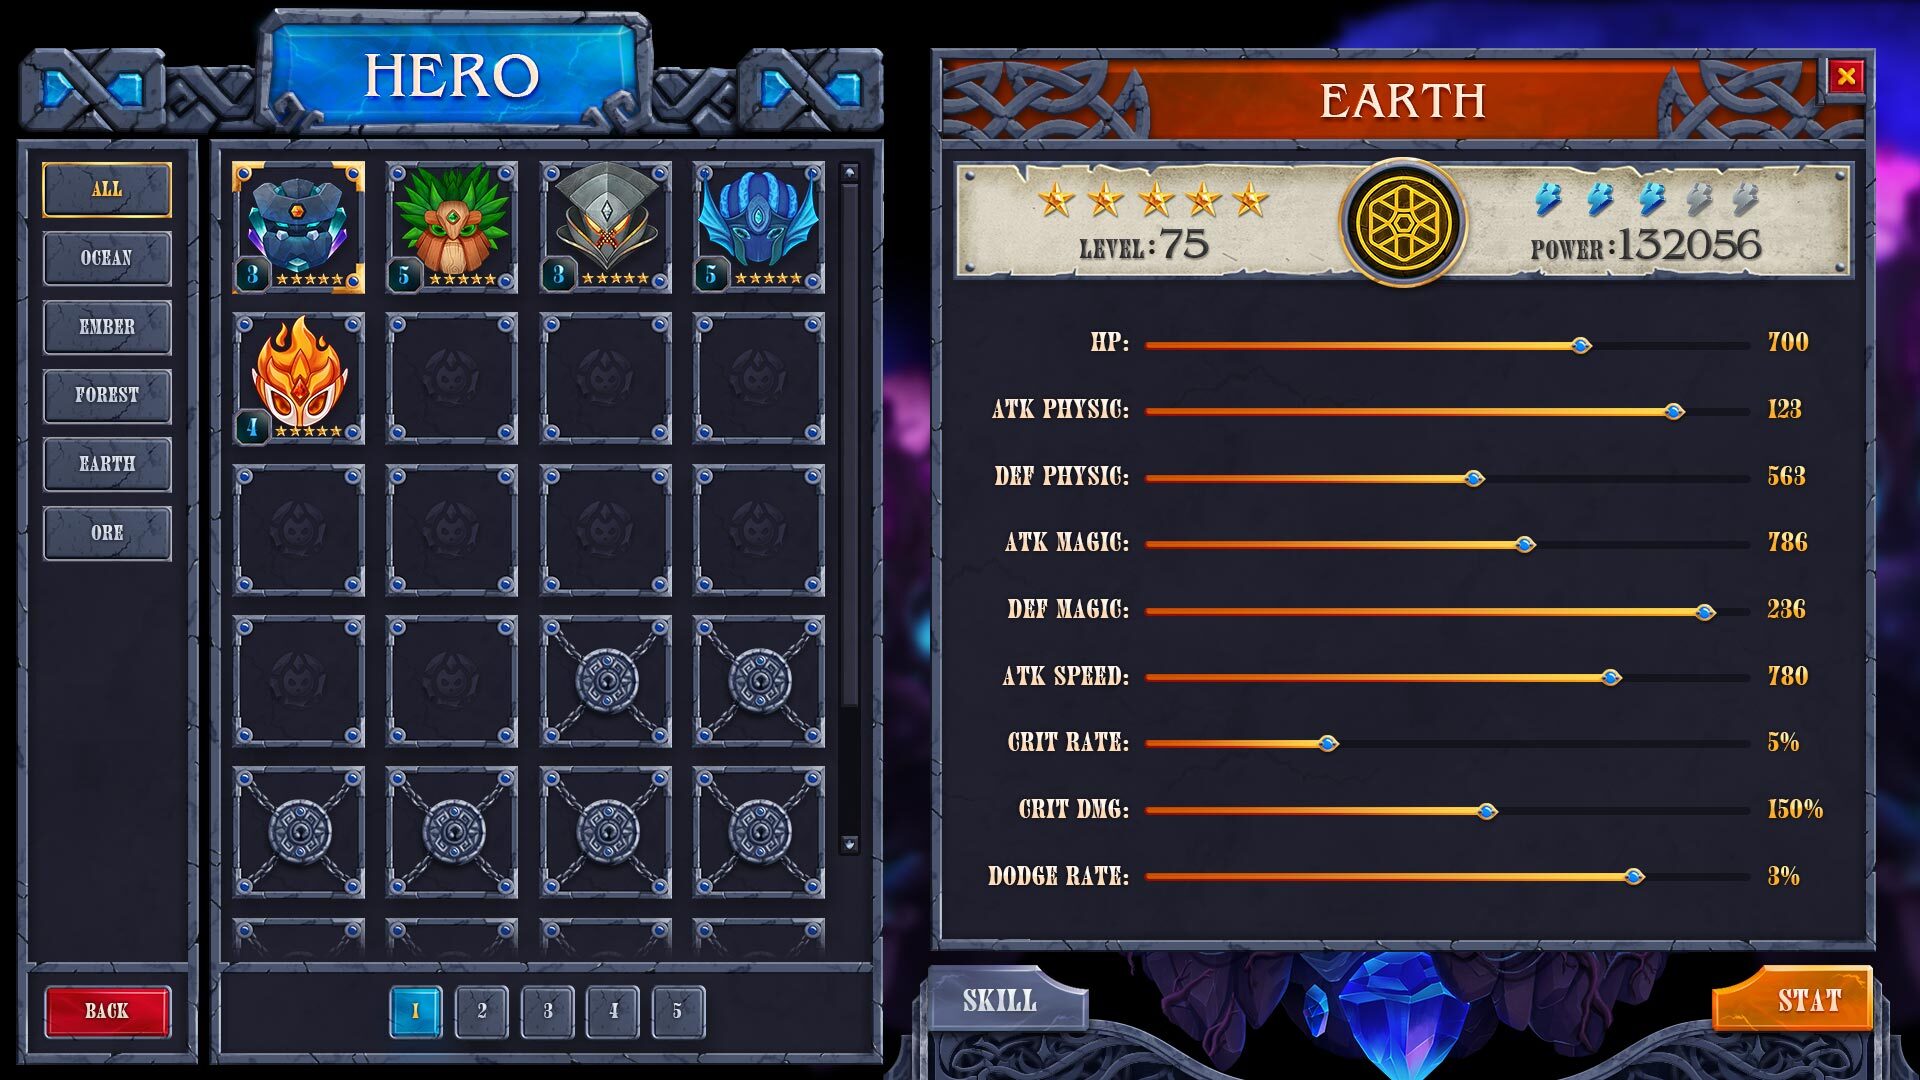 HERO
ALL
OCEAN
EMBER
FOREST
EARTH
ORE
BACK
3
5
3
5
4
1 2 3 4 5
EARTH
LEVEL:75
POWER:132056
HP: 700
ATK PHYSIC: 123
DEF PHYSIC: 563
ATK MAGIC: 786
DEF MAGIC: 236
ATK SPEED: 780
CRIT RATE: 5%
CRIT DMG: 150%
DODGE RATE: 3%
SKILL
STAT